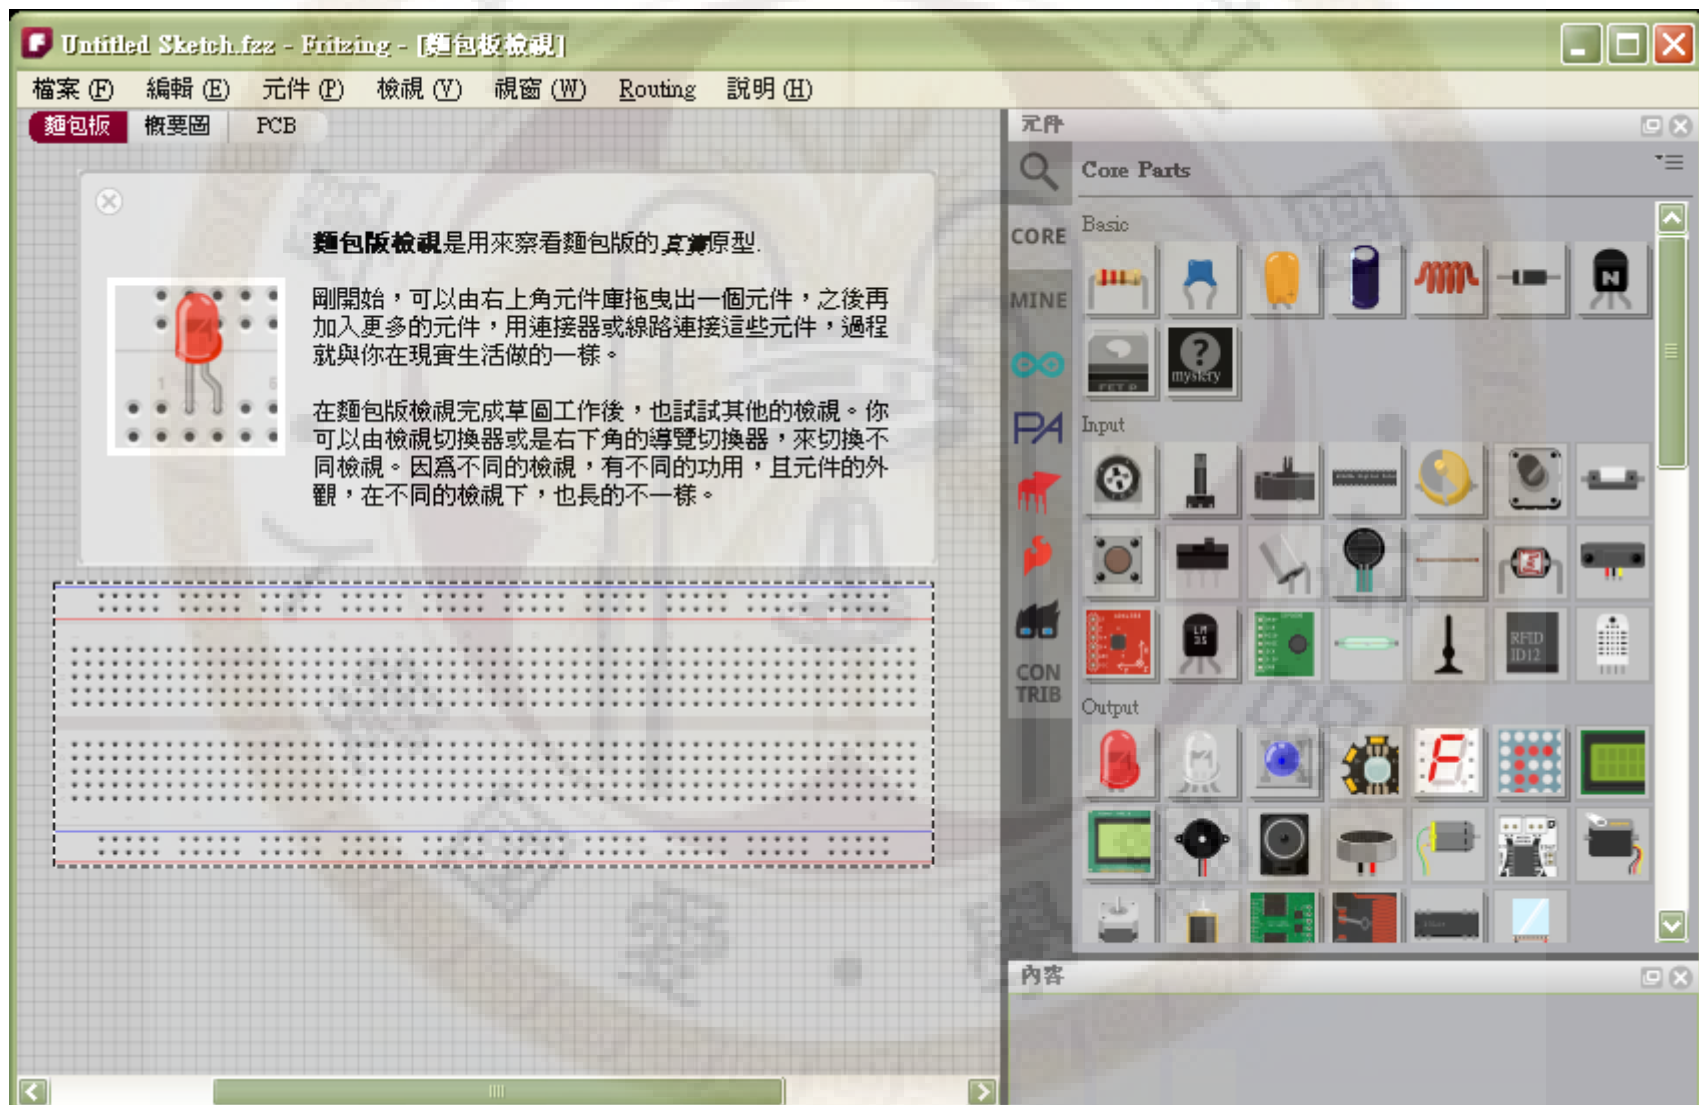 Untitled Sketch.fzz - Fritzing - [麵包板檢視]
檔案 (F) 編輯 (E) 元件 (P) 檢視 (V) 視窗 (W) Routing 說明 (H)
麵包板 概要圖 PCB
麵包版檢視是用來察看麵包版的真實原型.
剛開始，可以由右上角元件庫拖曳出一個元件，之後再
加入更多的元件，用連接器或線路連接這些元件，過程
就與你在現實生活做的一樣。
在麵包版檢視完成草圖工作後，也試試其他的檢視。你
可以由檢視切換器或是右下角的導覽切換器，來切換不
同檢視。因爲不同的檢視，有不同的功用，且元件的外
觀，在不同的檢視下，也長的不一樣。
元件
Core Parts
CORE
MINE
PA
CON
TRIB
Basic
N
FET P
?
mystery
Input
LM
35
RFID
ID12
Output
內容